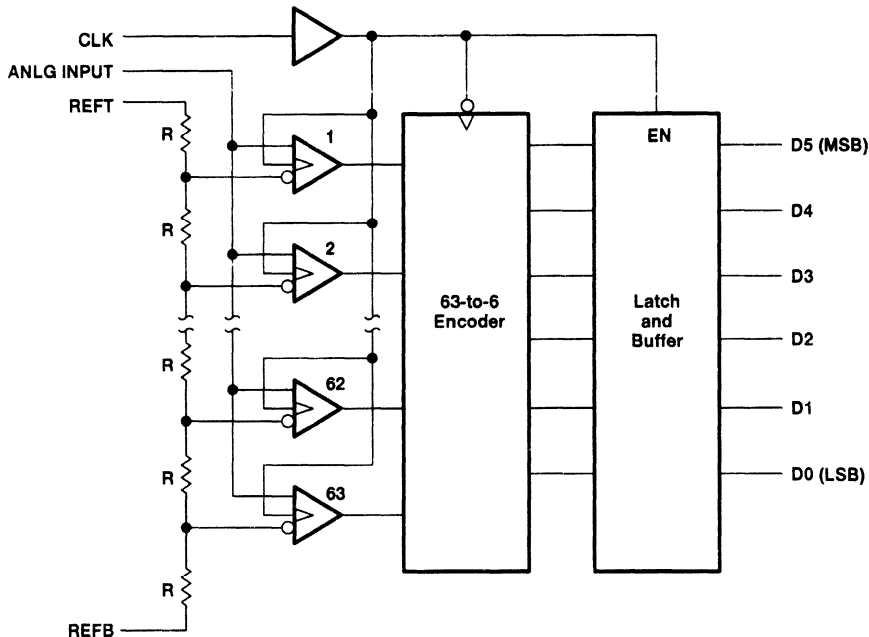 CLK
ANLG INPUT
REFT
R
1
EN
D5 (MSB)
R
2
D4
63-to-6
Encoder
Latch
and
Buffer
D3
D2
R
62
D1
R
63
D0 (LSB)
R
REFB